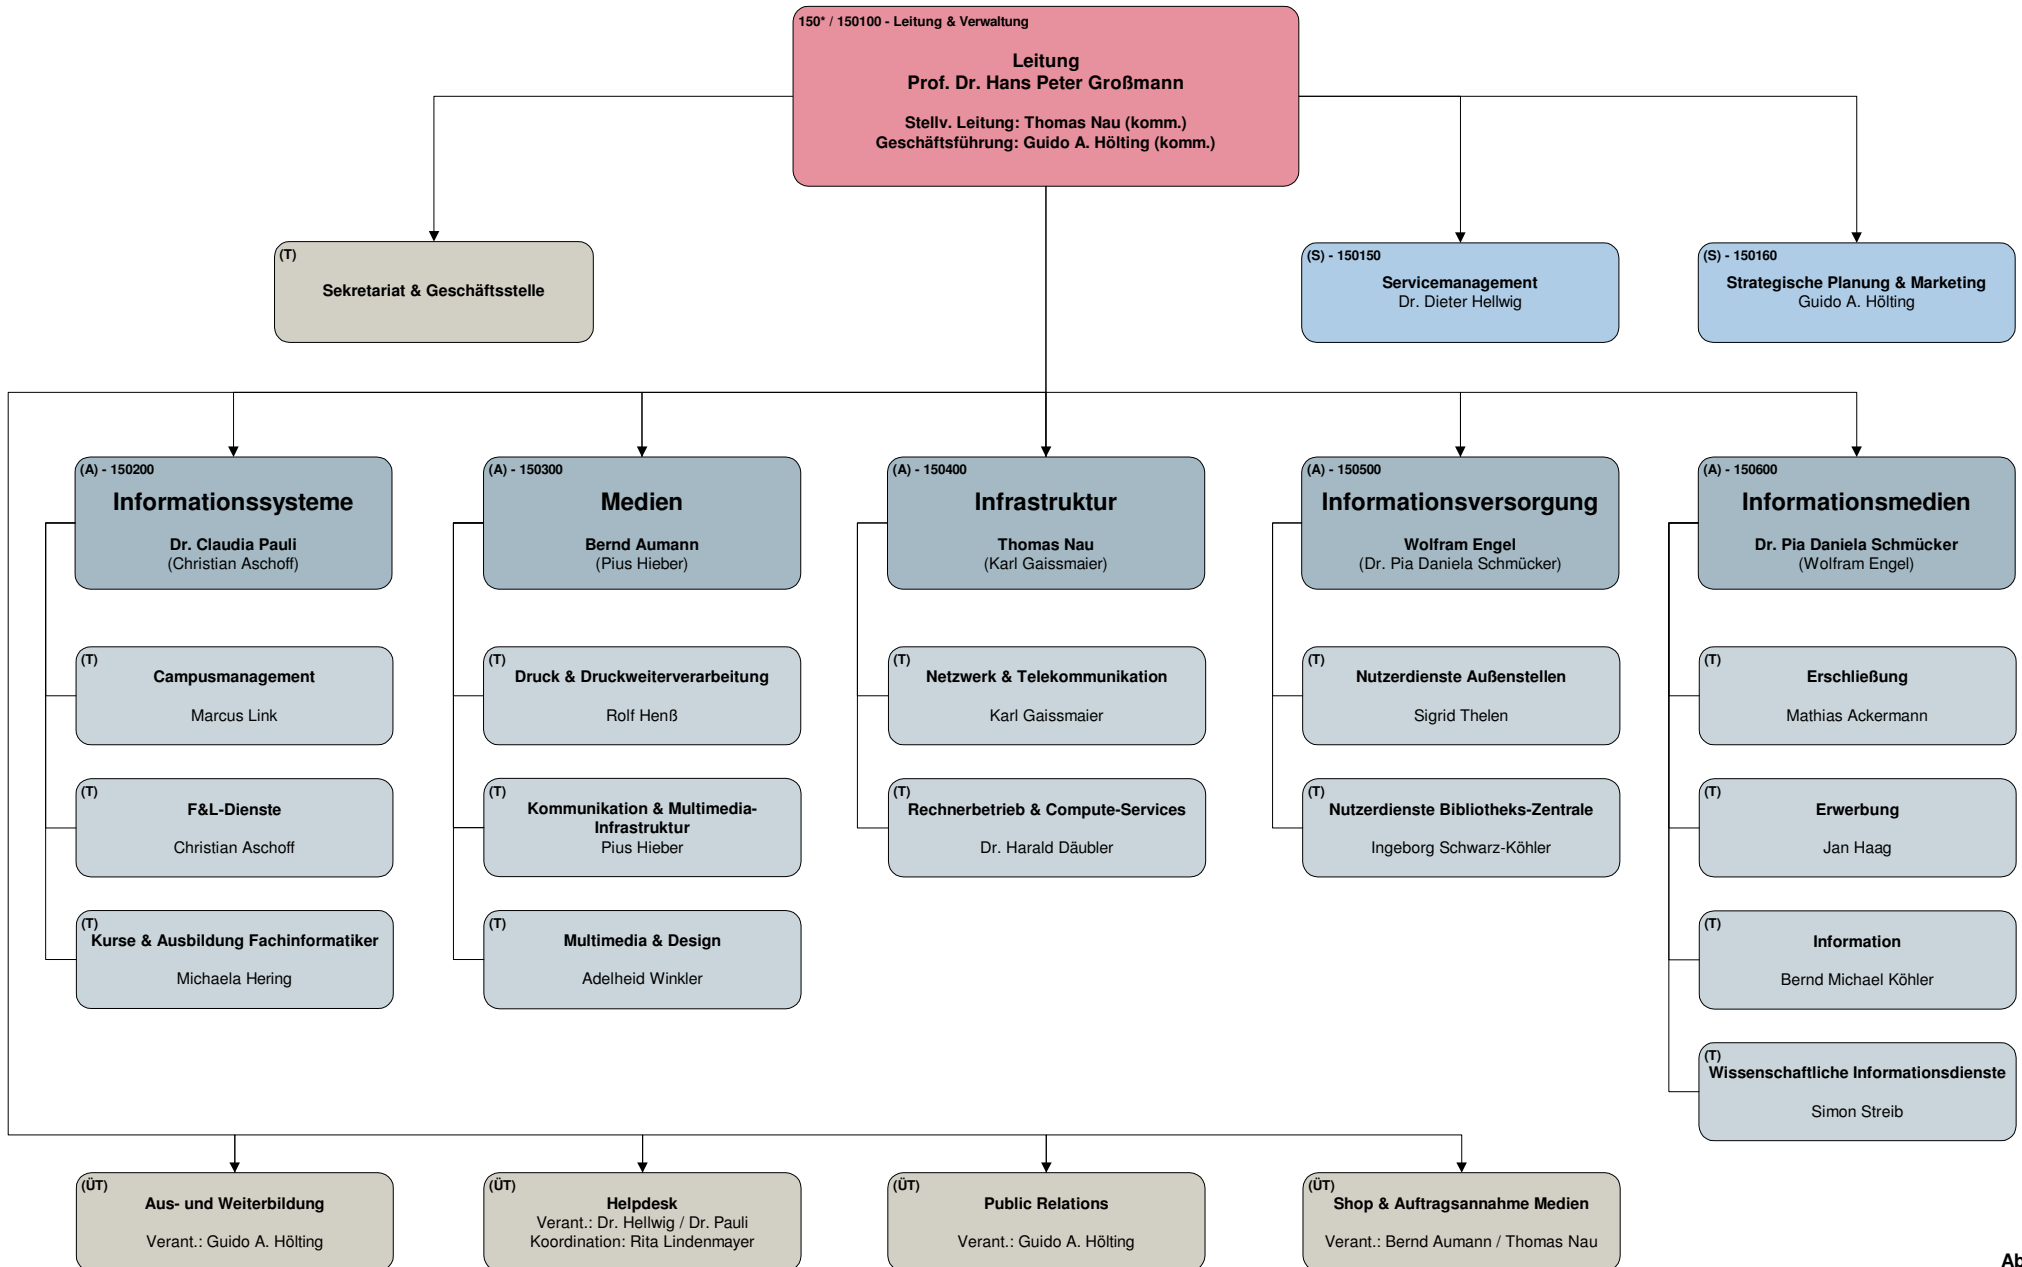 150* / 150100 - Leitung & Verwaltung
Leitung
Prof. Dr. Hans Peter Großmann
Stellv. Leitung: Thomas Nau (komm.)
Geschäftsführung: Guido A. Hölting (komm.)
(T)
Sekretariat & Geschäftsstelle
(S) - 150150
Servicemanagement
Dr. Dieter Hellwig
(S) - 150160
Strategische Planung & Marketing
Guido A. Hölting
(A) - 150200
Informationssysteme
Dr. Claudia Pauli
(Christian Aschoff)
(A) - 150300
Medien
Bernd Aumann
(Pius Hieber)
(A) - 150400
Infrastruktur
Thomas Nau
(Karl Gaissmaier)
(A) - 150500
Informationsversorgung
Wolfram Engel
(Dr. Pia Daniela Schmücker)
(A) - 150600
Informationsmedien
Dr. Pia Daniela Schmücker
(Wolfram Engel)
(T)
Campusmanagement
Marcus Link
(T)
Druck & Druckweiterverarbeitung
Rolf Henß
(T)
Netzwerk & Telekommunikation
Karl Gaissmaier
(T)
Nutzerdienste Außenstellen
Sigrid Thelen
(T)
Erschließung
Mathias Ackermann
(T)
F&L-Dienste
Christian Aschoff
(T)
Kommunikation & Multimedia-
Infrastruktur
Pius Hieber
(T)
Rechnerbetrieb & Compute-Services
Dr. Harald Däubler
(T)
Nutzerdienste Bibliotheks-Zentrale
Ingeborg Schwarz-Köhler
(T)
Erwerbung
Jan Haag
(T)
Kurse & Ausbildung Fachinformatiker
Michaela Hering
(T)
Multimedia & Design
Adelheid Winkler
(T)
Information
Bernd Michael Köhler
(T)
Wissenschaftliche Informationsdienste
Simon Streib
(ÜT)
Aus- und Weiterbildung
Verant.: Guido A. Hölting
(ÜT)
Helpdesk
Verant.: Dr. Hellwig / Dr. Pauli
Koordination: Rita Lindenmayer
(ÜT)
Public Relations
Verant.: Guido A. Hölting
(ÜT)
Shop & Auftragsannahme Medien
Verant.: Bernd Aumann / Thomas Nau
Ab